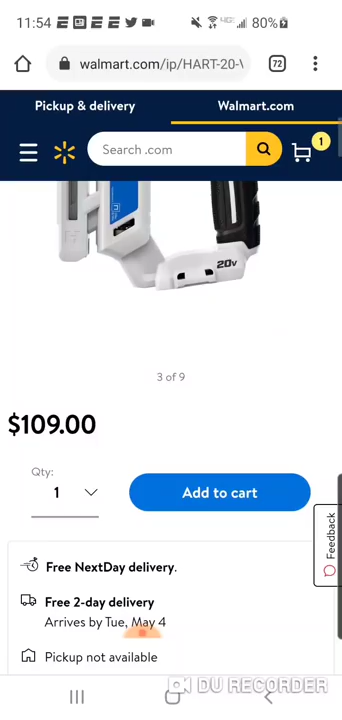 11:54
80%
walmart.com/ip/HART-20-V
72
Pickup & delivery
Walmart.com
Search .com
1
20v
3 of 9
$109.00
Qty:
1
Add to cart
Feedback
Free NextDay delivery.
Free 2-day delivery
Arrives by Tue, May 4
Pickup not available
DU RECORDER